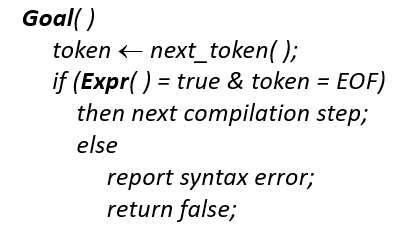 Goal( )
token ← next_token( );
if (Expr( ) = true & token = EOF)
then next compilation step;
else
report syntax error;
return false;